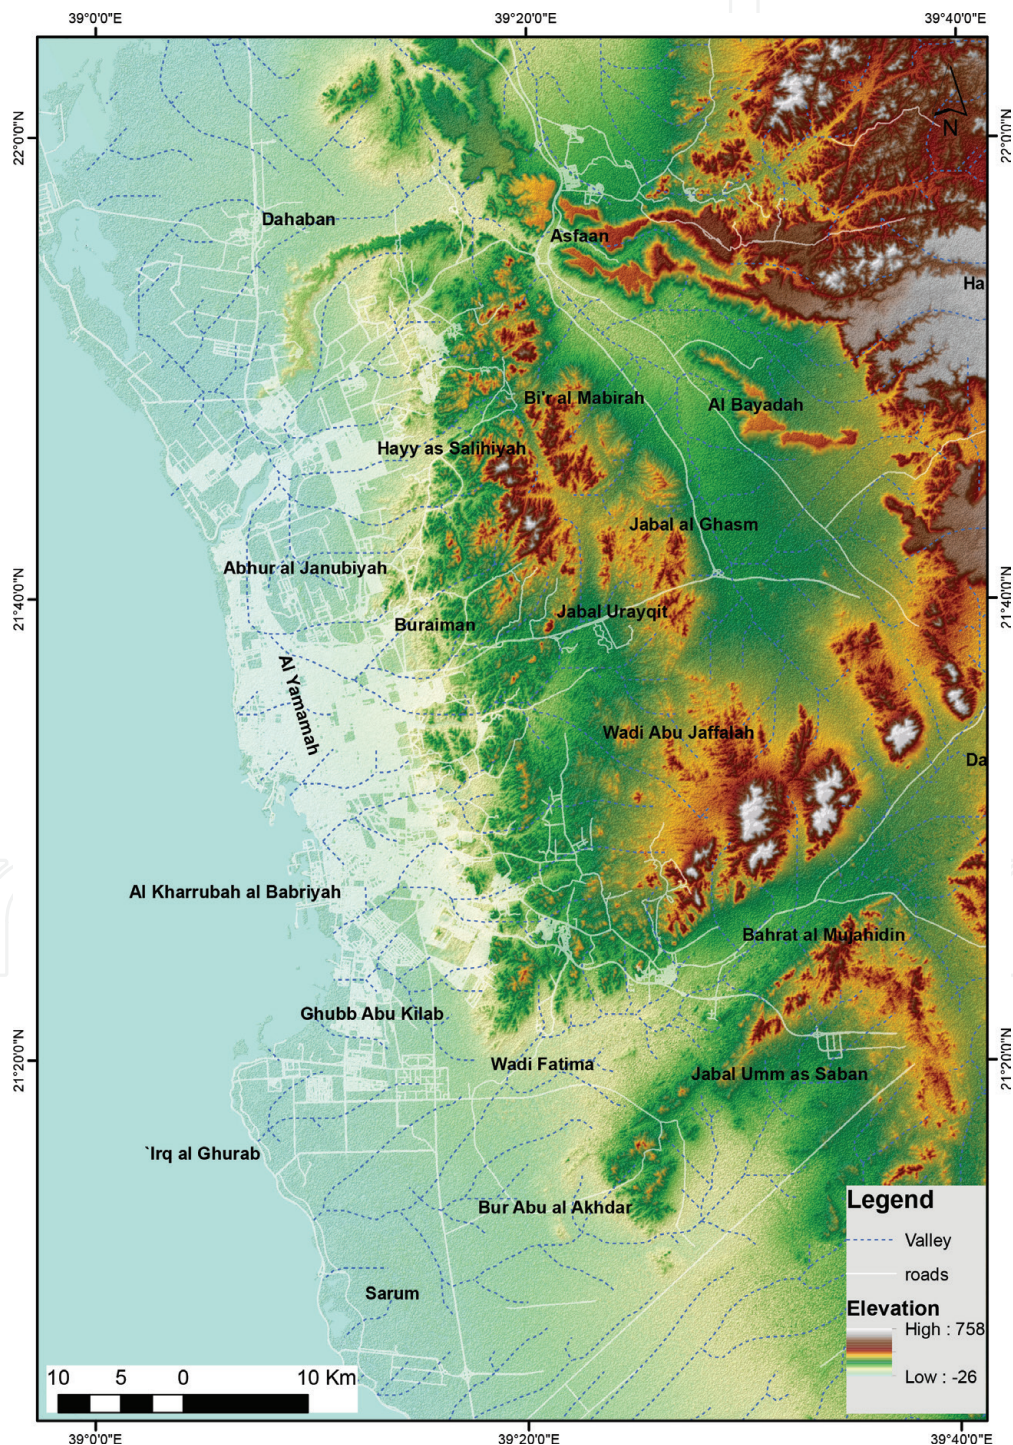 39°0'0"E 39°20'0"E 39°40'0"E
22°0'0"N 22°0'0"N
N
Dahaban
Asfaan
Ha
Bi'r al Mabirah
Al Bayadah
Hayy as Salihiyah
Jabal al Ghasm
Abhur al Janubiyah
21°40'0"N 21°40'0"N
Jabal Urayqit
Buraiman
Al Yamamah
Wadi Abu Jaffalah
Da
Al Kharrubah al Babriyah
Bahrat al Mujahidin
Ghubb Abu Kilab
21°20'0"N 21°20'0"N
Wadi Fatima
Jabal Umm as Saban
`Irq al Ghurab
Bur Abu al Akhdar
Sarum
Legend
Valley
roads
Elevation
High : 758
Low : -26
10 5 0 10 Km
39°0'0"E 39°20'0"E 39°40'0"E